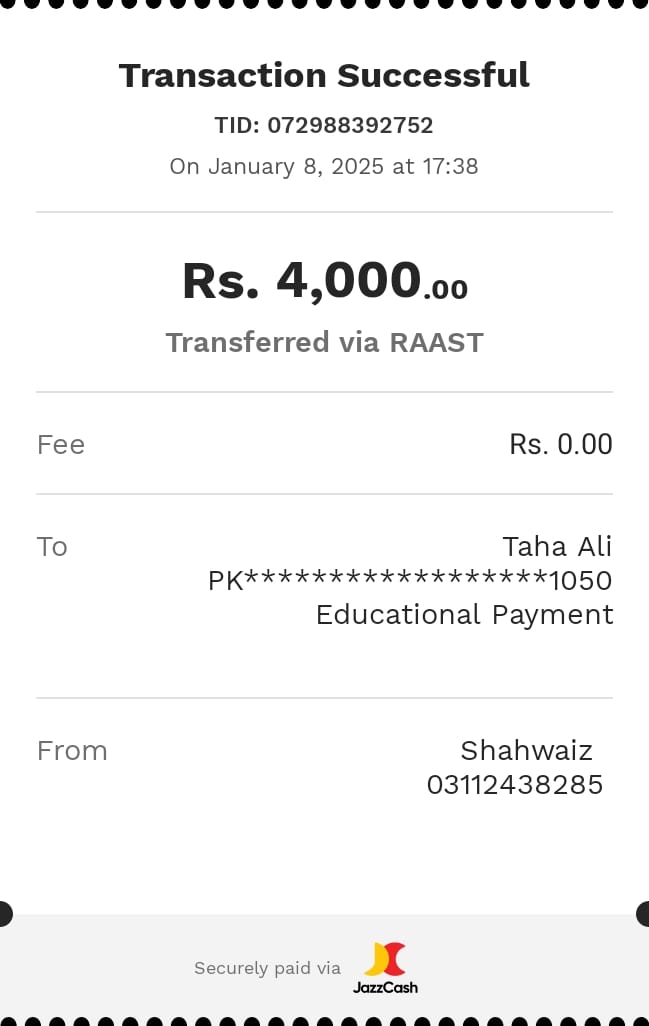 Transaction Successful
TID: 072988392752
On January 8, 2025 at 17:38
Rs. 4,000.00
Transferred via RAAST
Fee Rs. 0.00
To Taha Ali
PK******************1050
Educational Payment
From Shahwaiz
03112438285
Securely paid via JazzCash